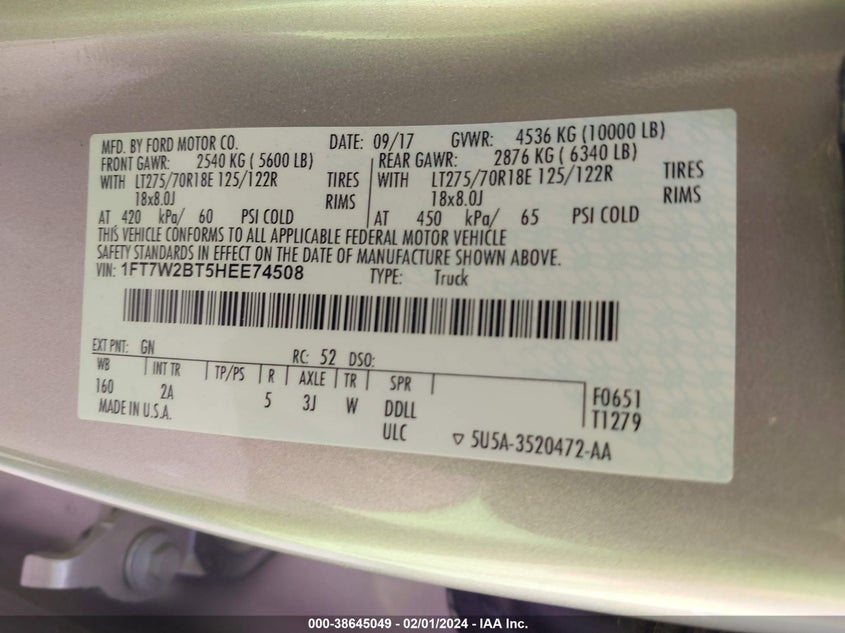 MFD. BY FORD MOTOR CO. DATE: 09/17 GVWR: 4536 KG (10000 LB)
FRONT GAWR: 2540 KG ( 5600 LB) REAR GAWR: 2876 KG ( 6340 LB)
WITH LT275/70R18E 125/122R TIRES WITH LT275/70R18E 125/122R TIRES
18x8.0J RIMS 18x8.0J RIMS
AT 420 kPa/ 60 PSI COLD AT 450 kPa/ 65 PSI COLD
THIS VEHICLE CONFORMS TO ALL APPLICABLE FEDERAL MOTOR VEHICLE
SAFETY STANDARDS IN EFFECT ON THE DATE OF MANUFACTURE SHOWN ABOVE.
VIN: 1FT7W2BT5HEE74508 TYPE: Truck
EXT PNT: GN RC: 52 DSO:
WB INT TR TP/PS R AXLE TR SPR
160 2A 5 3J W DDLL F0651
MADE IN U.S.A. ULC T1279
▽ 5U5A-3520472-AA
000-38645049 - 02/01/2024 - IAA Inc.